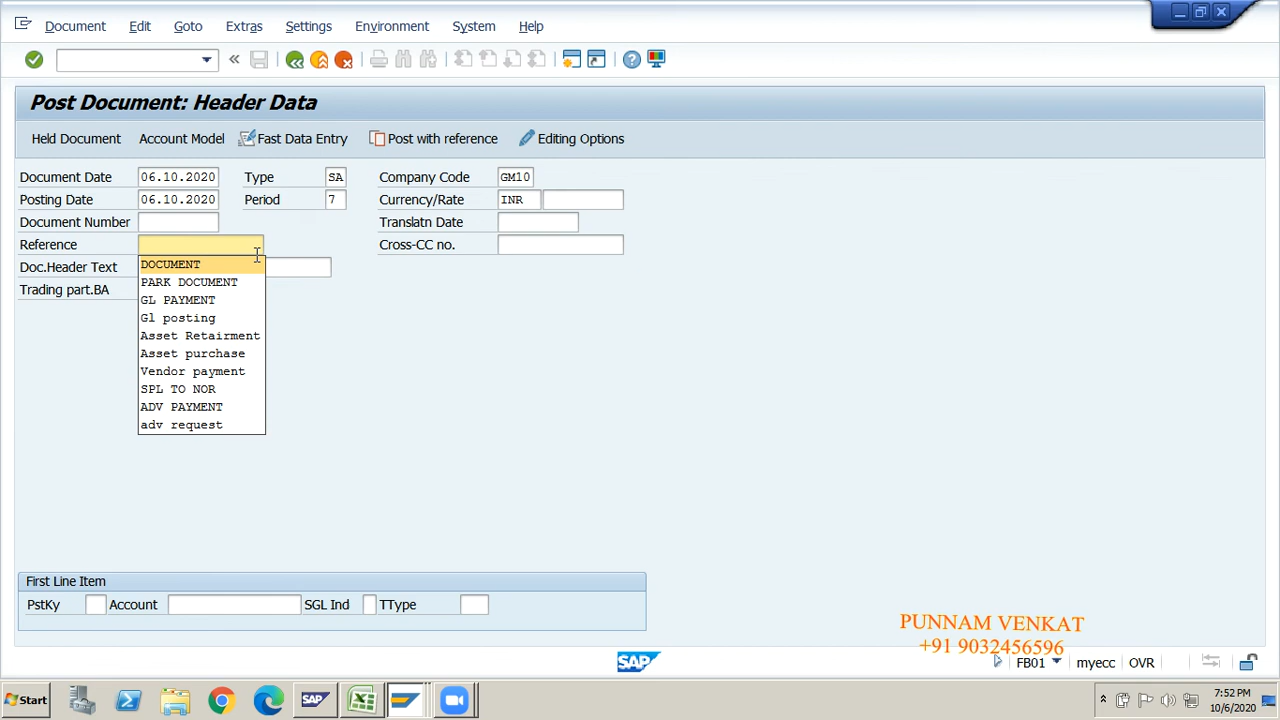 Document Edit Goto Extras Settings Environment System Help
Post Document: Header Data
Held Document Account Model Fast Data Entry Post with reference Editing Options
Document Date 06.10.2020 Type SA Company Code GM10
Posting Date 06.10.2020 Period 7 Currency/Rate INR
Document Number Translatn Date
Reference Cross-CC no.
Doc.Header Text
Trading part.BA
DOCUMENT
PARK DOCUMENT
GL PAYMENT
Gl posting
Asset Retairment
Asset purchase
Vendor payment
SPL TO NOR
ADV PAYMENT
adv request
First Line Item
PstKy Account SGL Ind TType
PUNNAM VENKAT
+91 9032456596
SAP FB01 myecc OVR
Start SAP 7:52 PM
10/6/2020